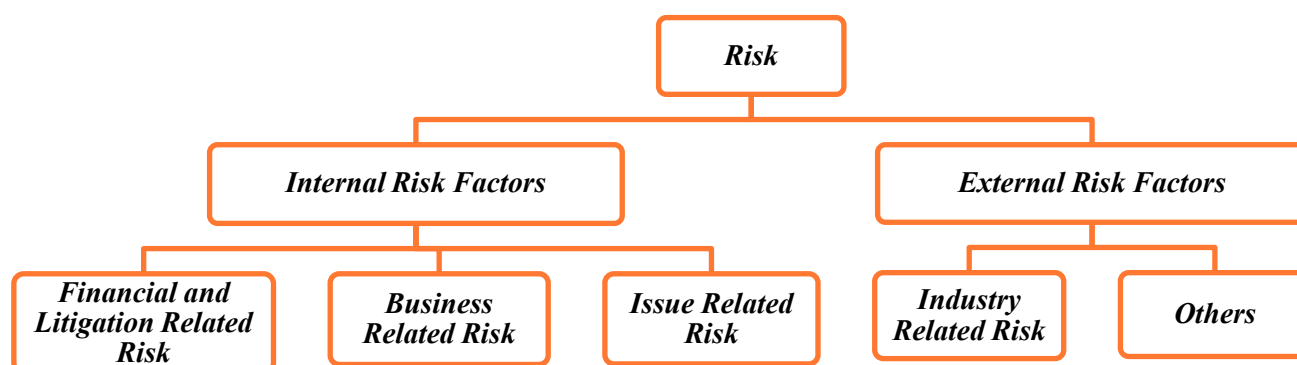 Risk
Internal Risk Factors
External Risk Factors
Financial and
Litigation Related
Risk
Business
Related Risk
Issue Related
Risk
Industry
Related Risk
Others